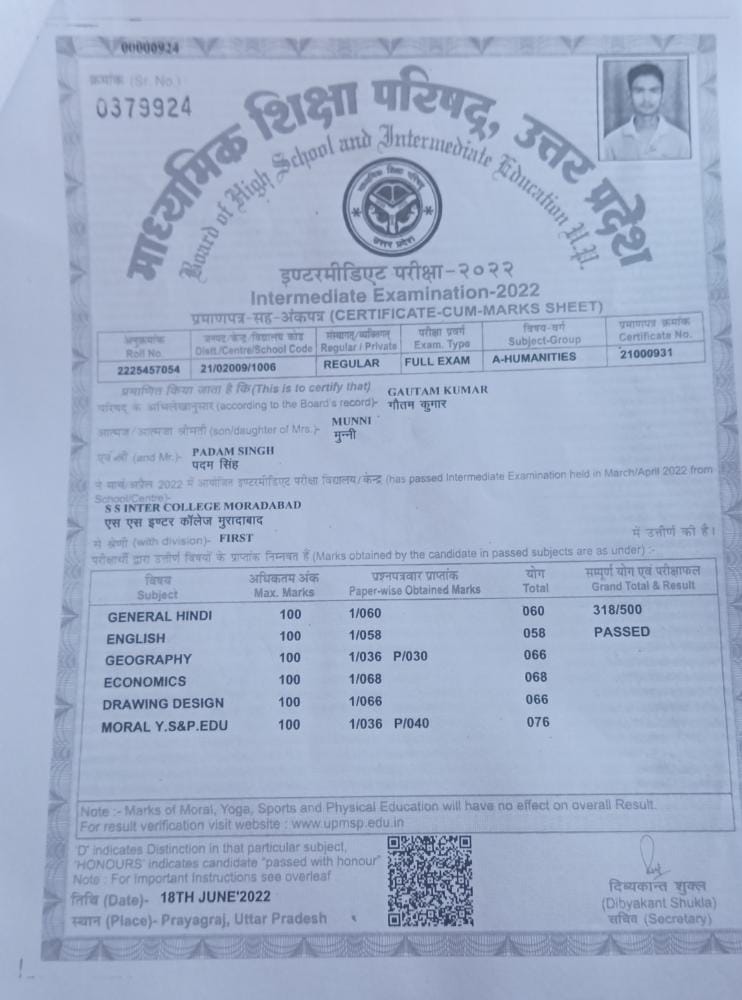 00000924
क्रमांक (Sr. No.)
0379924
माध्यमिक शिक्षा परिषद्, उत्तर प्रदेश
Board of High School and Intermediate Education U.P.
माध्यमिक शिक्षा परिषद्
उत्तर प्रदेश
इण्टरमीडिएट परीक्षा-२०२२
Intermediate Examination-2022
प्रमाणपत्र-सह-अंकपत्र (CERTIFICATE-CUM-MARKS SHEET)
अनुक्रमांक जनपद/केन्द्र/विद्यालय कोड संस्थागत/व्यक्तिगत परीक्षा प्रवर्ग विषय-वर्ग प्रमाणपत्र क्रमांक
Roll No. Distt./Centre/School Code Regular / Private Exam. Type Subject-Group Certificate No.
2225457054 21/02009/1006 REGULAR FULL EXAM A-HUMANITIES 21000931
प्रमाणित किया जाता है कि(This is to certify that) GAUTAM KUMAR
परिषद् के अभिलेखानुसार (according to the Board's record)- गौतम कुमार
आत्मज/आत्मजा श्रीमती (son/daughter of Mrs.)- MUNNI
मुन्नी
एवं श्री (and Mr.)- PADAM SINGH
पदम सिंह
ने मार्च/अप्रैल 2022 में आयोजित इण्टरमीडिएट परीक्षा विद्यालय/केन्द्र (has passed Intermediate Examination held in March/April 2022 from
School/Centre)-
S S INTER COLLEGE MORADABAD
एस एस इण्टर कॉलेज मुरादाबाद
से श्रेणी (with division)- FIRST में उत्तीर्ण की है।
परीक्षार्थी द्वारा उत्तीर्ण विषयों के प्राप्तांक निम्नवत हैं (Marks obtained by the candidate in passed subjects are as under) :-
विषय अधिकतम अंक प्रश्नपत्रवार प्राप्तांक योग सम्पूर्ण योग एवं परीक्षाफल
Subject Max. Marks Paper-wise Obtained Marks Total Grand Total & Result
GENERAL HINDI 100 1/060 060 318/500
ENGLISH 100 1/058 058 PASSED
GEOGRAPHY 100 1/036 P/030 066
ECONOMICS 100 1/068 068
DRAWING DESIGN 100 1/066 066
MORAL Y.S&P.EDU 100 1/036 P/040 076
Note :- Marks of Moral, Yoga, Sports and Physical Education will have no effect on overall Result.
For result verification visit website : www.upmsp.edu.in
'D' indicates Distinction in that particular subject,
'HONOURS' indicates candidate "passed with honour"
Note : For Important Instructions see overleaf
तिथि (Date)- 18TH JUNE'2022
स्थान (Place)- Prayagraj, Uttar Pradesh
दिब्यकान्त शुक्ल
(Dibyakant Shukla)
सचिव (Secretary)